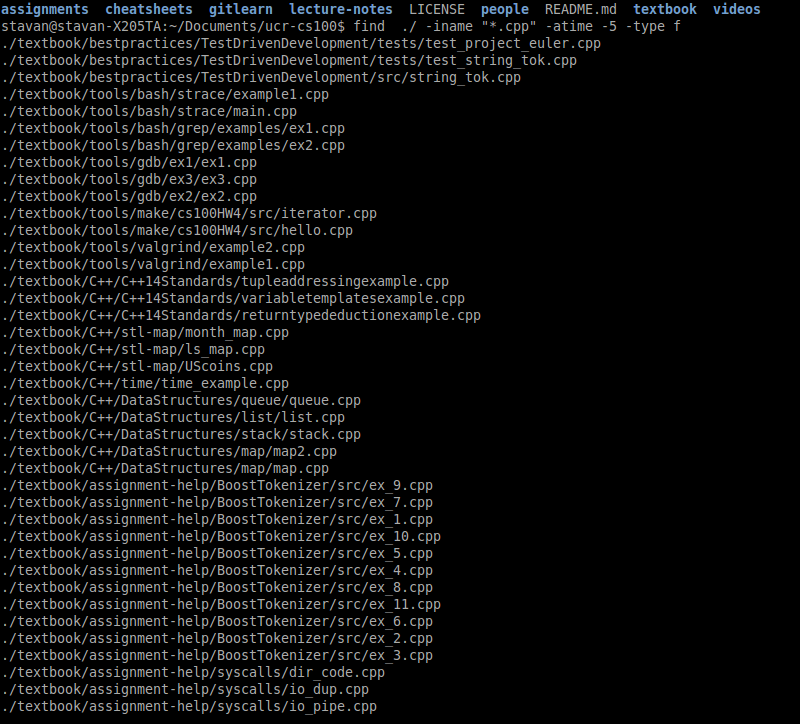 assignments  cheatsheets  gitlearn  lecture-notes  LICENSE  people  README.md  textbook  videos
stavan@stavan-X205TA:~/Documents/ucr-cs100$ find  ./ -iname "*.cpp" -atime -5 -type f
./textbook/bestpractices/TestDrivenDevelopment/tests/test_project_euler.cpp
./textbook/bestpractices/TestDrivenDevelopment/tests/test_string_tok.cpp
./textbook/bestpractices/TestDrivenDevelopment/src/string_tok.cpp
./textbook/tools/bash/strace/example1.cpp
./textbook/tools/bash/strace/main.cpp
./textbook/tools/bash/grep/examples/ex1.cpp
./textbook/tools/bash/grep/examples/ex2.cpp
./textbook/tools/gdb/ex1/ex1.cpp
./textbook/tools/gdb/ex3/ex3.cpp
./textbook/tools/gdb/ex2/ex2.cpp
./textbook/tools/make/cs100HW4/src/iterator.cpp
./textbook/tools/make/cs100HW4/src/hello.cpp
./textbook/tools/valgrind/example2.cpp
./textbook/tools/valgrind/example1.cpp
./textbook/C++/C++14Standards/tupleaddressingexample.cpp
./textbook/C++/C++14Standards/variabletemplatesexample.cpp
./textbook/C++/C++14Standards/returntypedeductionexample.cpp
./textbook/C++/stl-map/month_map.cpp
./textbook/C++/stl-map/ls_map.cpp
./textbook/C++/stl-map/UScoins.cpp
./textbook/C++/time/time_example.cpp
./textbook/C++/DataStructures/queue/queue.cpp
./textbook/C++/DataStructures/list/list.cpp
./textbook/C++/DataStructures/stack/stack.cpp
./textbook/C++/DataStructures/map/map2.cpp
./textbook/C++/DataStructures/map/map.cpp
./textbook/assignment-help/BoostTokenizer/src/ex_9.cpp
./textbook/assignment-help/BoostTokenizer/src/ex_7.cpp
./textbook/assignment-help/BoostTokenizer/src/ex_1.cpp
./textbook/assignment-help/BoostTokenizer/src/ex_10.cpp
./textbook/assignment-help/BoostTokenizer/src/ex_5.cpp
./textbook/assignment-help/BoostTokenizer/src/ex_4.cpp
./textbook/assignment-help/BoostTokenizer/src/ex_8.cpp
./textbook/assignment-help/BoostTokenizer/src/ex_11.cpp
./textbook/assignment-help/BoostTokenizer/src/ex_6.cpp
./textbook/assignment-help/BoostTokenizer/src/ex_2.cpp
./textbook/assignment-help/BoostTokenizer/src/ex_3.cpp
./textbook/assignment-help/syscalls/dir_code.cpp
./textbook/assignment-help/syscalls/io_dup.cpp
./textbook/assignment-help/syscalls/io_pipe.cpp